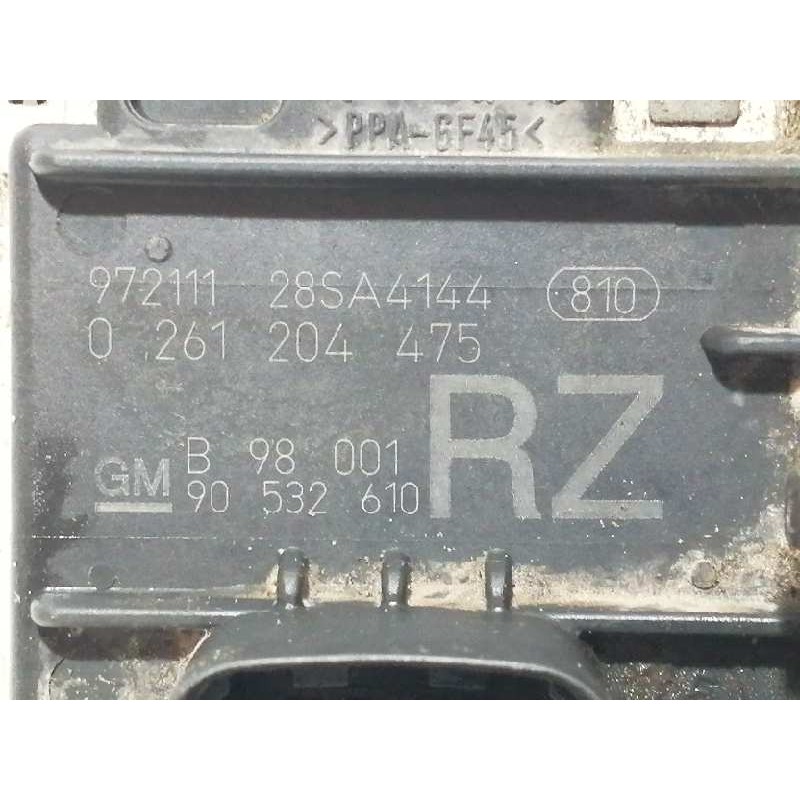 >PPA-GF45<
972111 28SA4144 810
0 261 204 475
RZ
B 98 001
GM 90 532 610